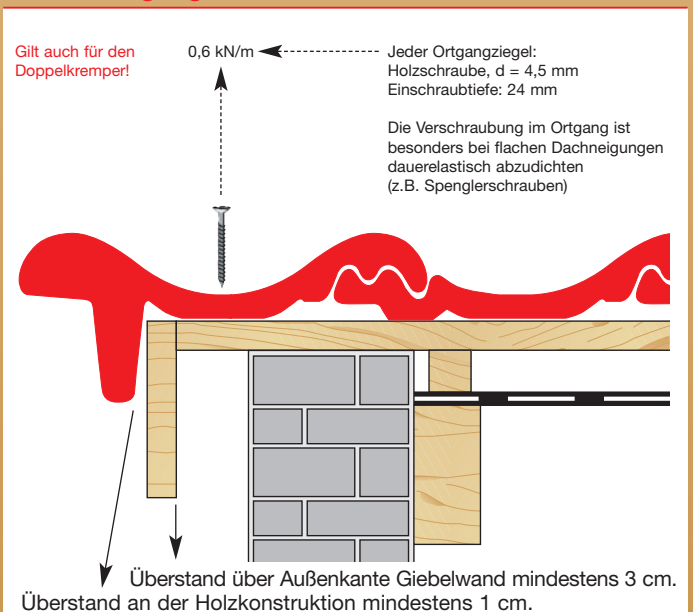 Gilt auch für den
Doppelkremper!
0,6 kN/m
Jeder Ortgangziegel:
Holzschraube, d = 4,5 mm
Einschraubtiefe: 24 mm
Die Verschraubung im Ortgang ist
besonders bei flachen Dachneigungen
dauerelastisch abzudichten
(z.B. Spenglerschrauben)
Überstand über Außenkante Giebelwand mindestens 3 cm.
Überstand an der Holzkonstruktion mindestens 1 cm.